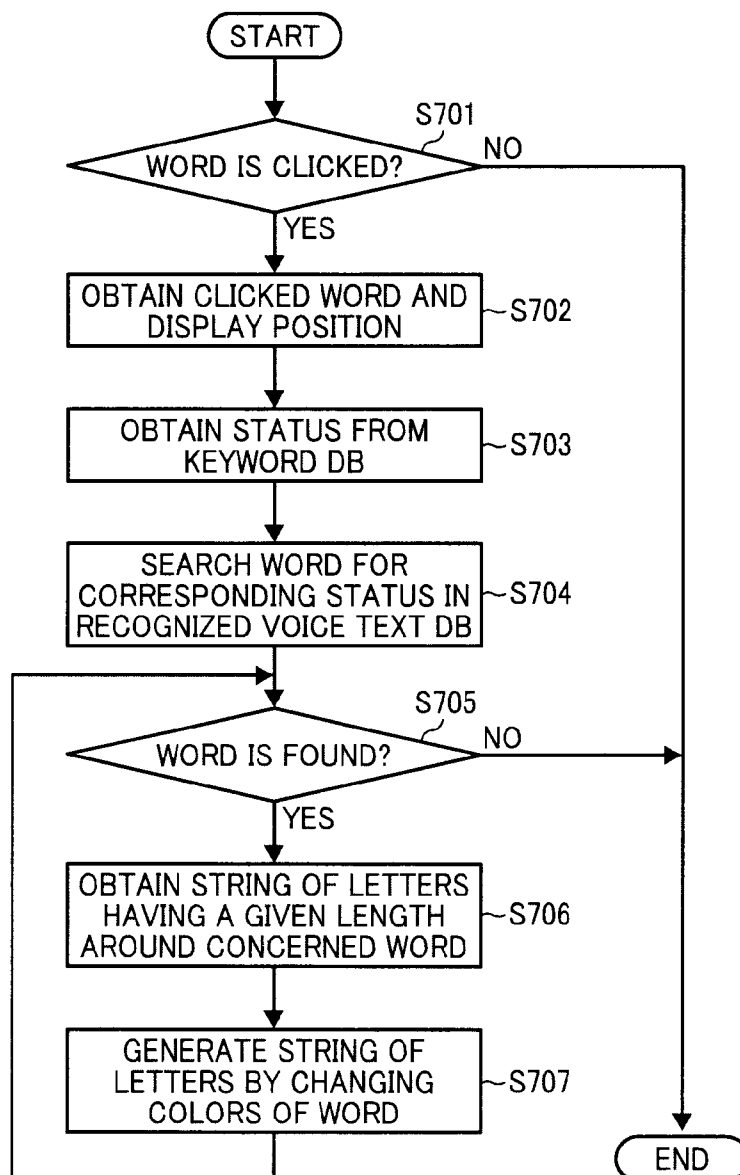 START
S701
WORD IS CLICKED?
NO
YES
OBTAIN CLICKED WORD AND
DISPLAY POSITION
S702
OBTAIN STATUS FROM
KEYWORD DB
S703
SEARCH WORD FOR
CORRESPONDING STATUS IN
RECOGNIZED VOICE TEXT DB
S704
S705
WORD IS FOUND?
NO
YES
OBTAIN STRING OF LETTERS
HAVING A GIVEN LENGTH
AROUND CONCERNED WORD
S706
GENERATE STRING OF
LETTERS BY CHANGING
COLORS OF WORD
S707
END